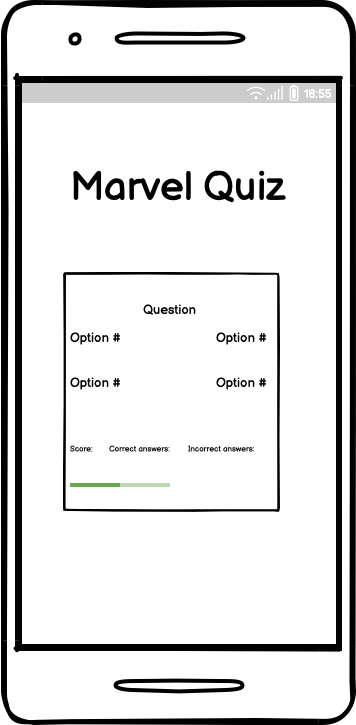 18:55
Marvel Quiz
Question
Option # Option #
Option # Option #
Score: Correct answers: Incorrect answers: